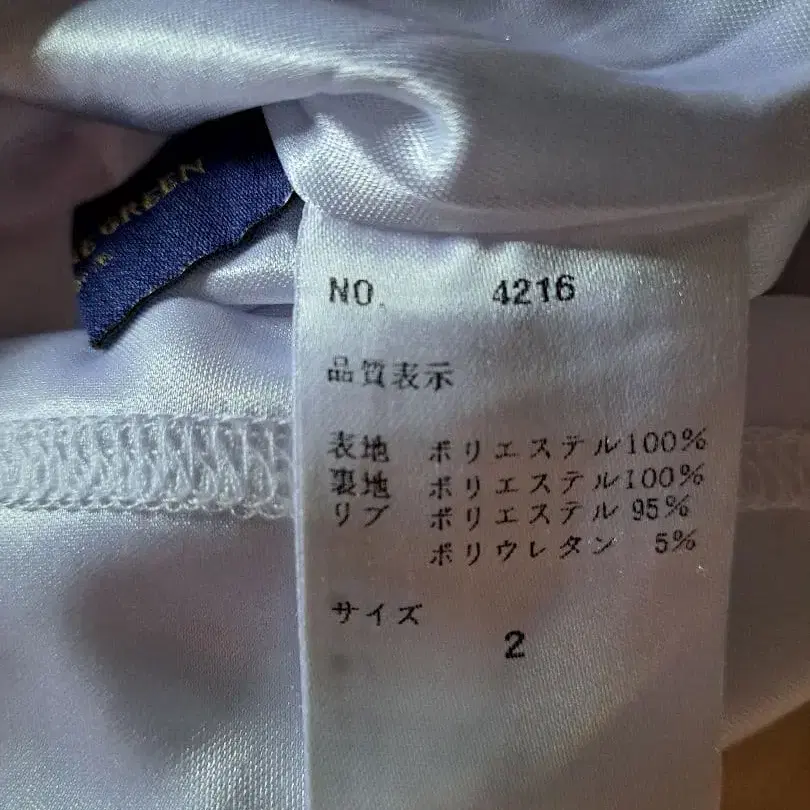 GREEN
NO. 4216
品質表示
表地 ポリエステル100%
裏地 ポリエステル100%
リブ ポリエステル 95%
ポリウレタン 5%
サイズ
2